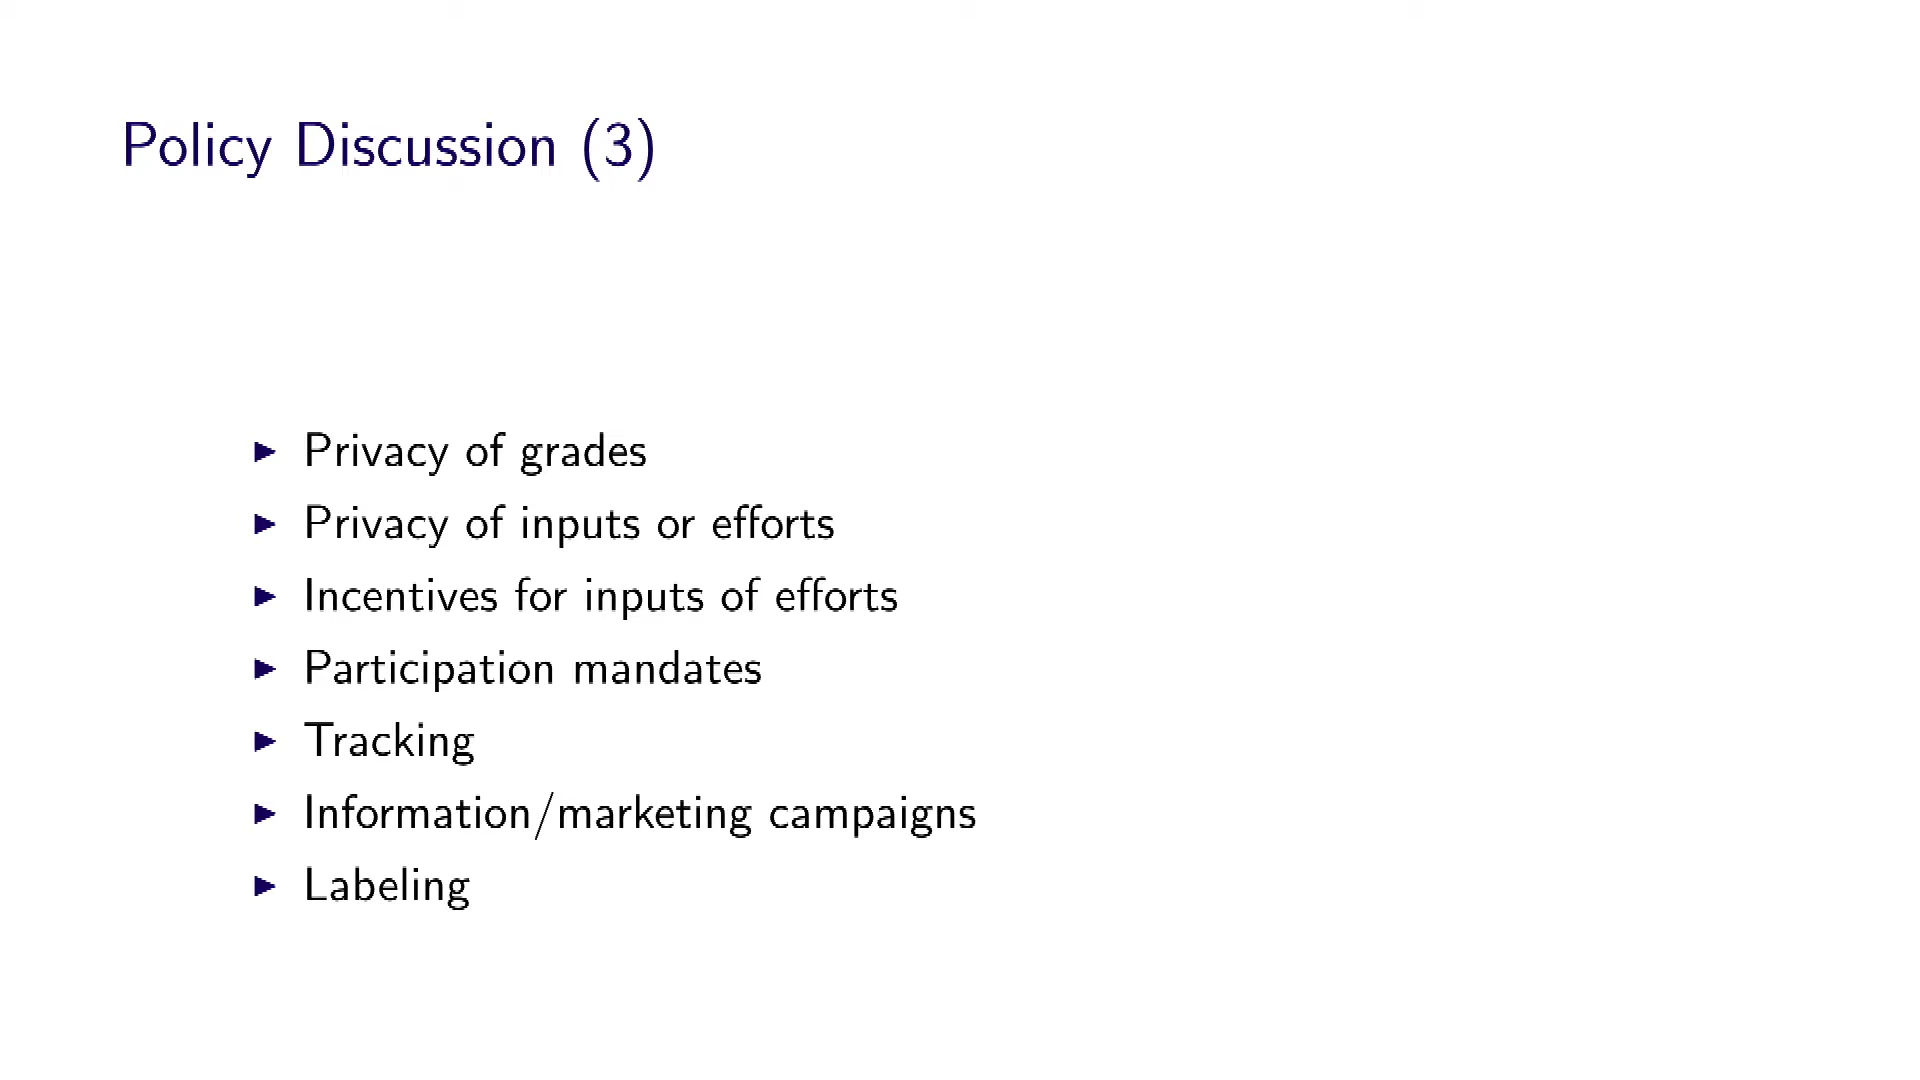 Policy Discussion (3)
▶ Privacy of grades
▶ Privacy of inputs or efforts
▶ Incentives for inputs of efforts
▶ Participation mandates
▶ Tracking
▶ Information/marketing campaigns
▶ Labeling